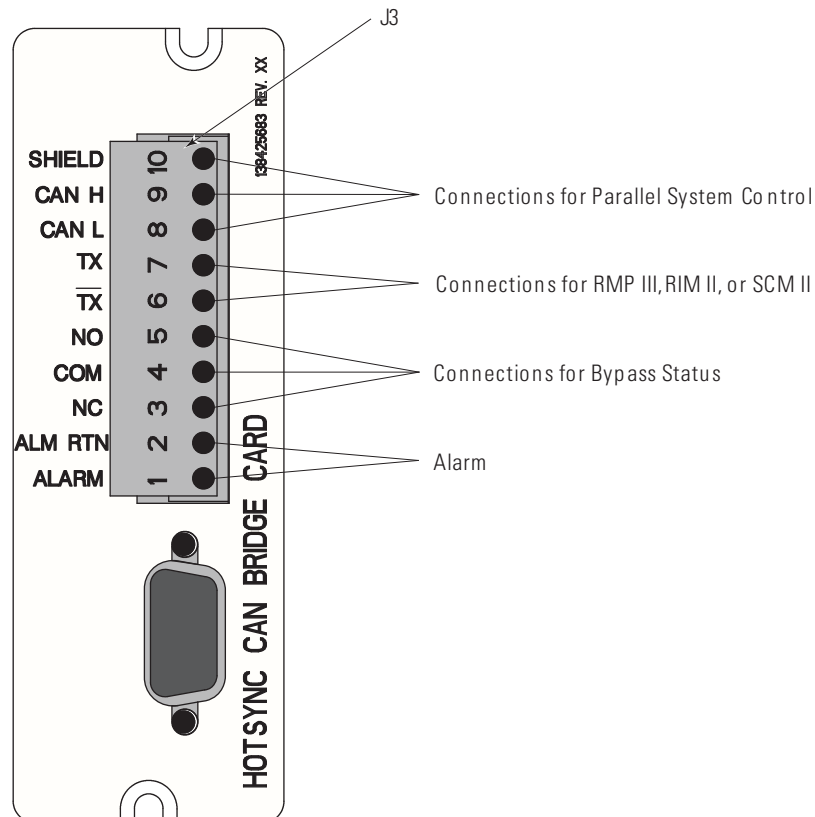 J3
138425683 REV. XX
SHIELD 10
CAN H 9
CAN L 8
Connections for Parallel System Control
TX 7
TX 6
Connections for RMP III, RIM II, or SCM II
NO 5
COM 4
NC 3
Connections for Bypass Status
ALM RTN 2
ALARM 1
Alarm
HOTSYNC CAN BRIDGE CARD